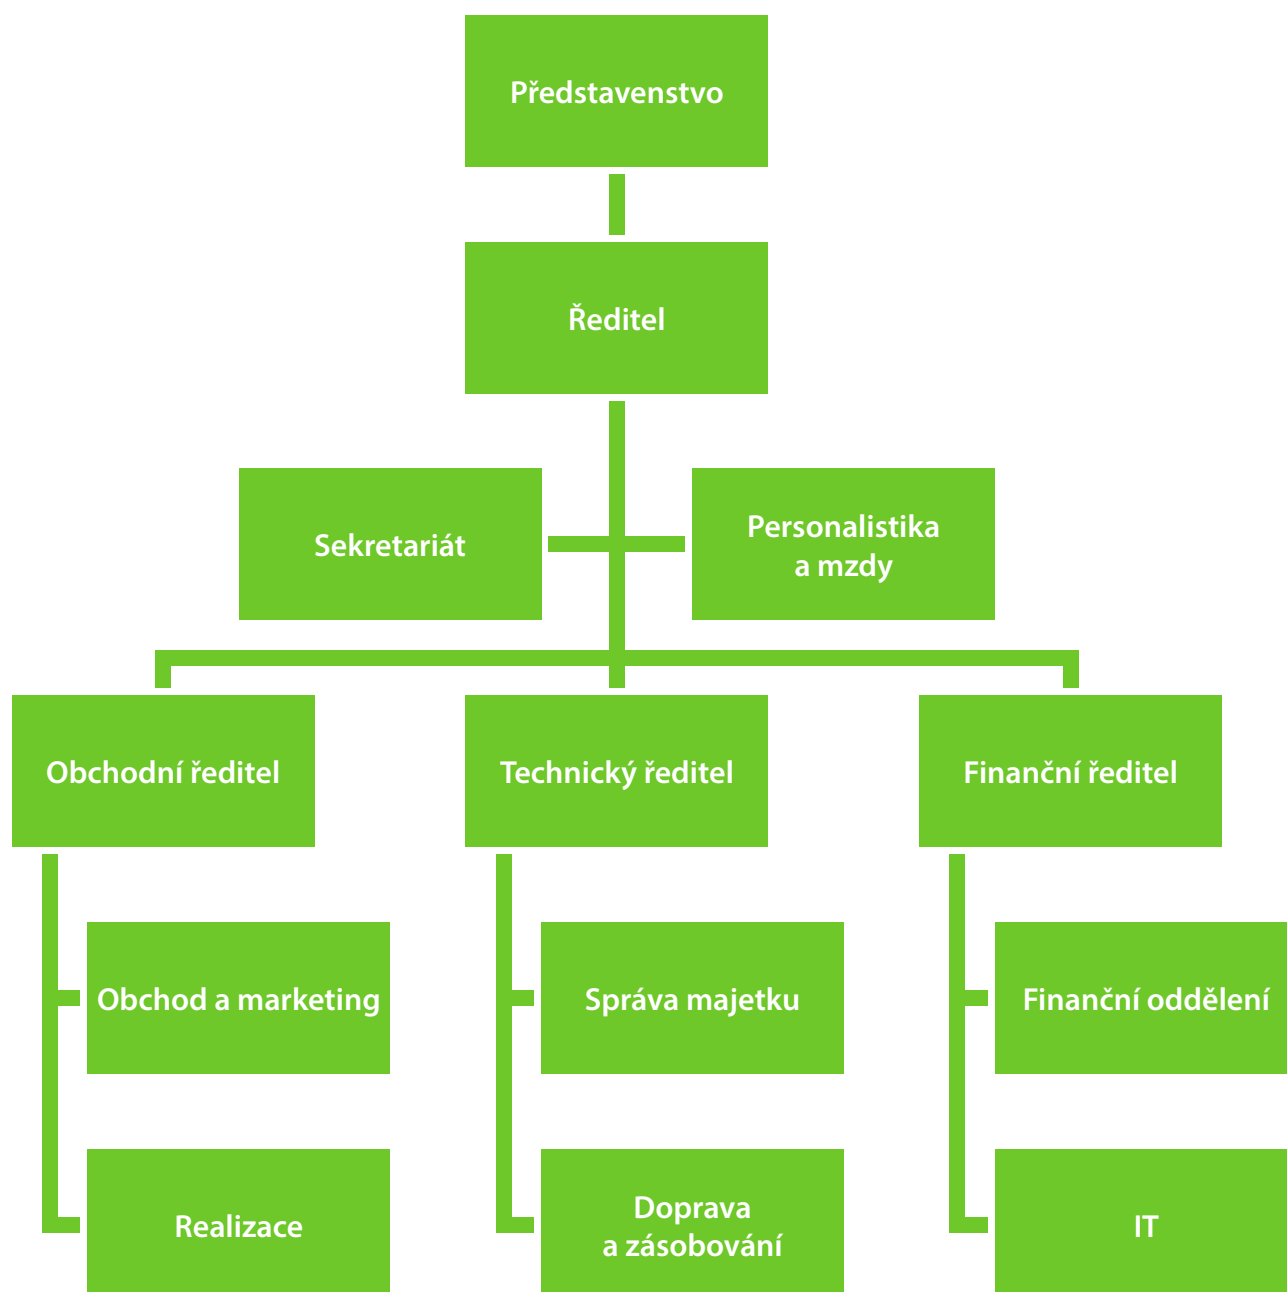 Představenstvo
Ředitel
Sekretariát
Personalistika
a mzdy
Obchodní ředitel
Technický ředitel
Finanční ředitel
Obchod a marketing
Správa majetku
Finanční oddělení
Realizace
Doprava
a zásobování
IT